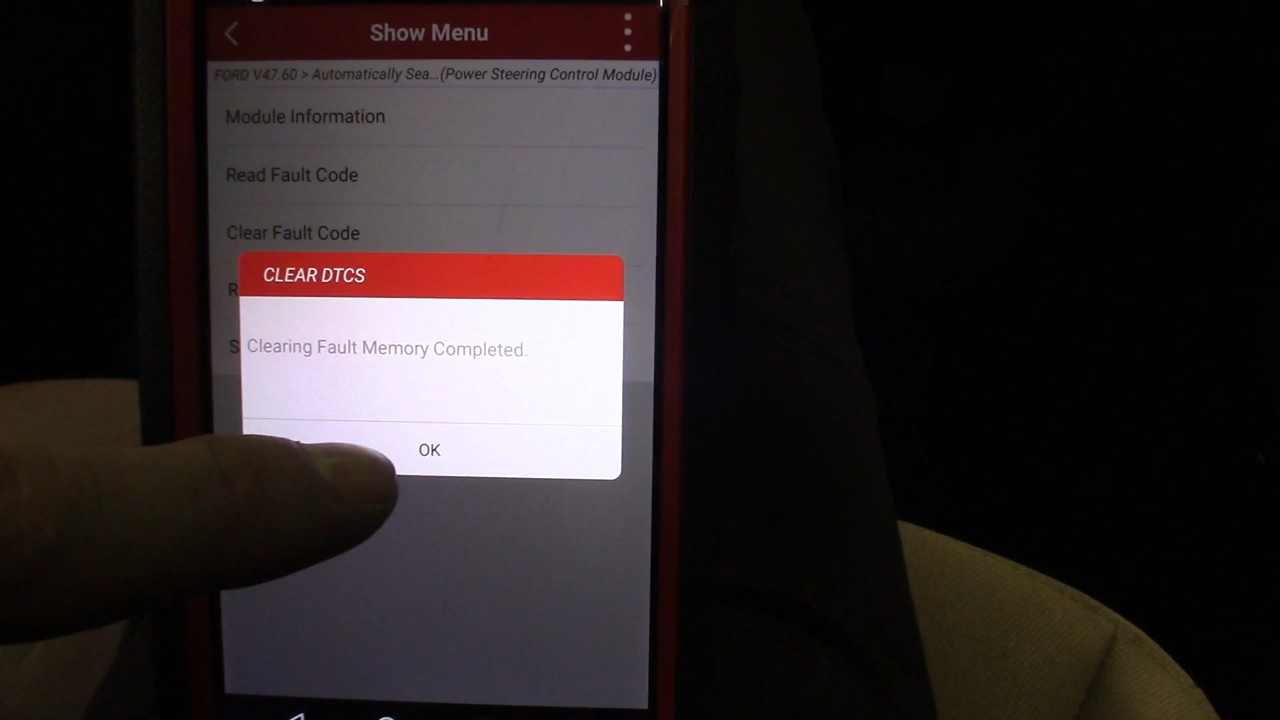 Show Menu
FORD V47.60 > Automatically Sea...(Power Steering Control Module)
Module Information
Read Fault Code
Clear Fault Code
CLEAR DTCS
R
S
Clearing Fault Memory Completed.
OK